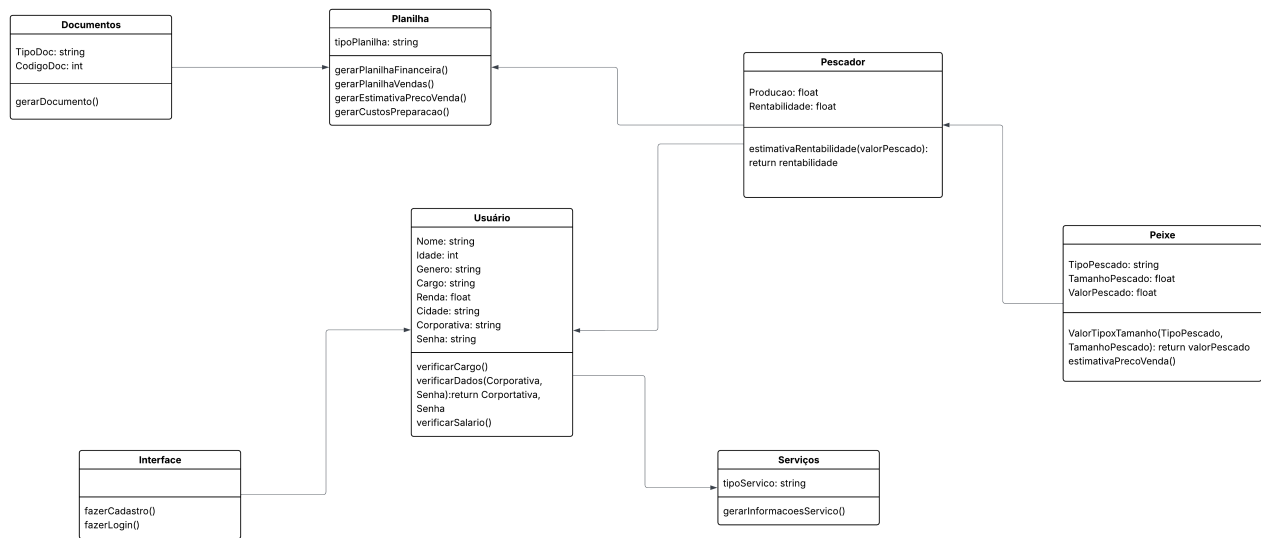 Documentos
TipoDoc: string
CodigoDoc: int
gerarDocumento()
Planilha
tipoPlanilha: string
gerarPlanilhaFinanceira()
gerarPlanilhaVendas()
gerarEstimativaPrecoVenda()
gerarCustosPreparacao()
Pescador
Producao: float
Rentabilidade: float
estimativaRentabilidade(valorPescado):
return rentabilidade
Peixe
TipoPescado: string
TamanhoPescado: float
ValorPescado: float
ValorTipoxTamanho(TipoPescado,
TamanhoPescado): return valorPescado
estimativaPrecoVenda()
Usuário
Nome: string
Idade: int
Genero: string
Cargo: string
Renda: float
Cidade: string
Corporativa: string
Senha: string
verificarCargo()
verificarDados(Corporativa,
Senha):return Corportativa,
Senha
verificarSalario()
Interface
fazerCadastro()
fazerLogin()
Serviços
tipoServico: string
gerarInformacoesServico()